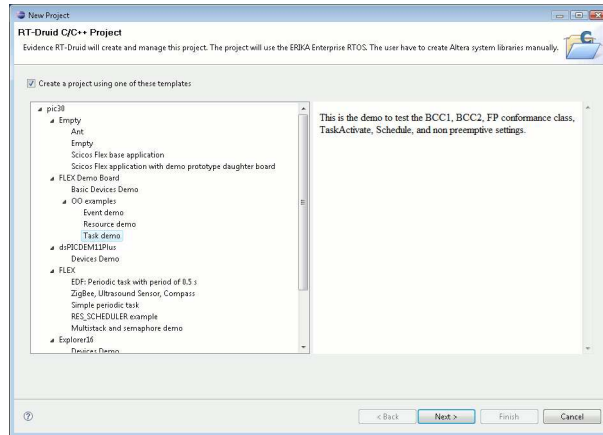 New Project
RT-Druid C/C++ Project
Evidence RT-Druid will create and manage this project. The project will use the ERIKA Enterprise RTOS. The user have to create Altera system libraries manually.
Create a project using one of these templates
pic30
Empty
Ant
Empty
Scicos Flex base application
Scicos Flex application with demo prototype daughter board
FLEX Demo Board
Basic Devices Demo
OO examples
Event demo
Resource demo
Task demo
dsPICDEM11Plus
Devices Demo
FLEX
EDF: Periodic task with period of 0.5 s
ZigBee, Ultrasound Sensor, Compass
Simple periodic task
RES_SCHEDULER example
Multistack and semaphore demo
Explorer16
Devices Demo
This is the demo to test the BCC1, BCC2, FP conformance class,
TaskActivate, Schedule, and non preemptive settings.
< Back
Next >
Finish
Cancel